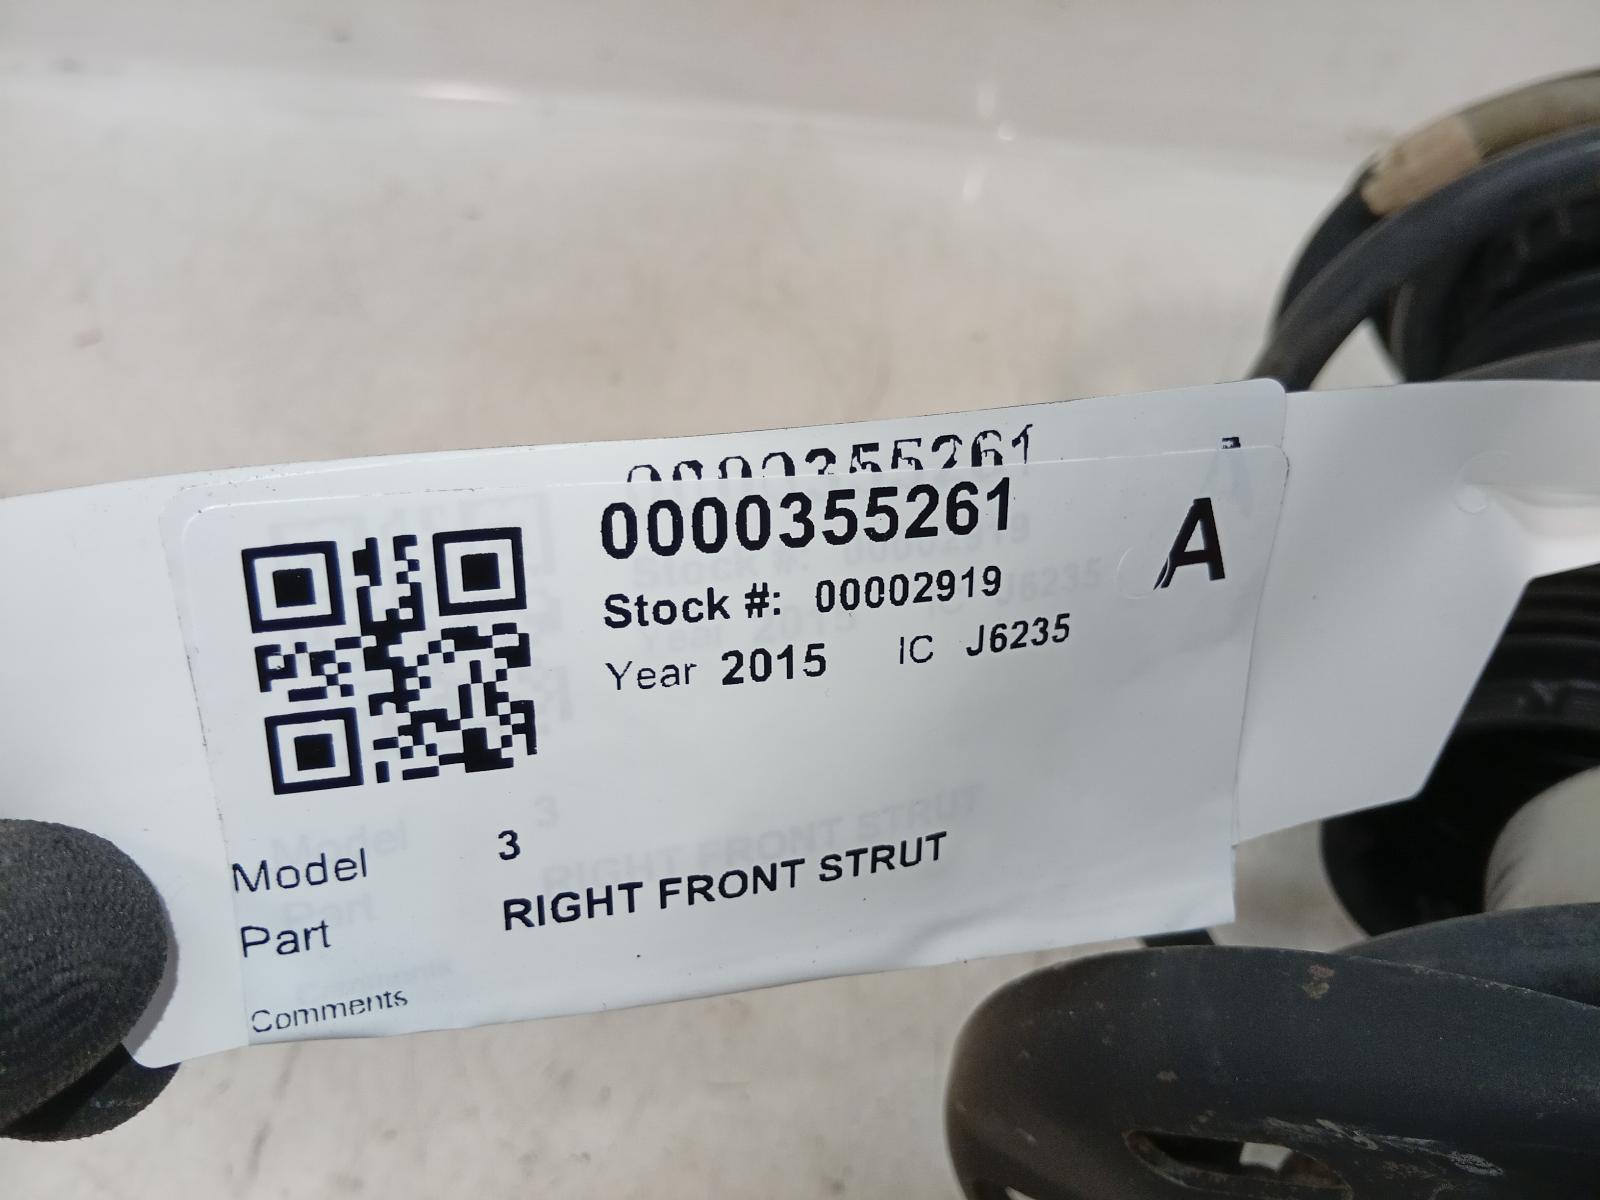 0000355261
0000355261
A
Stock #: 00002919
Year 2015 IC J6235
Model 3
Part RIGHT FRONT STRUT
Comments